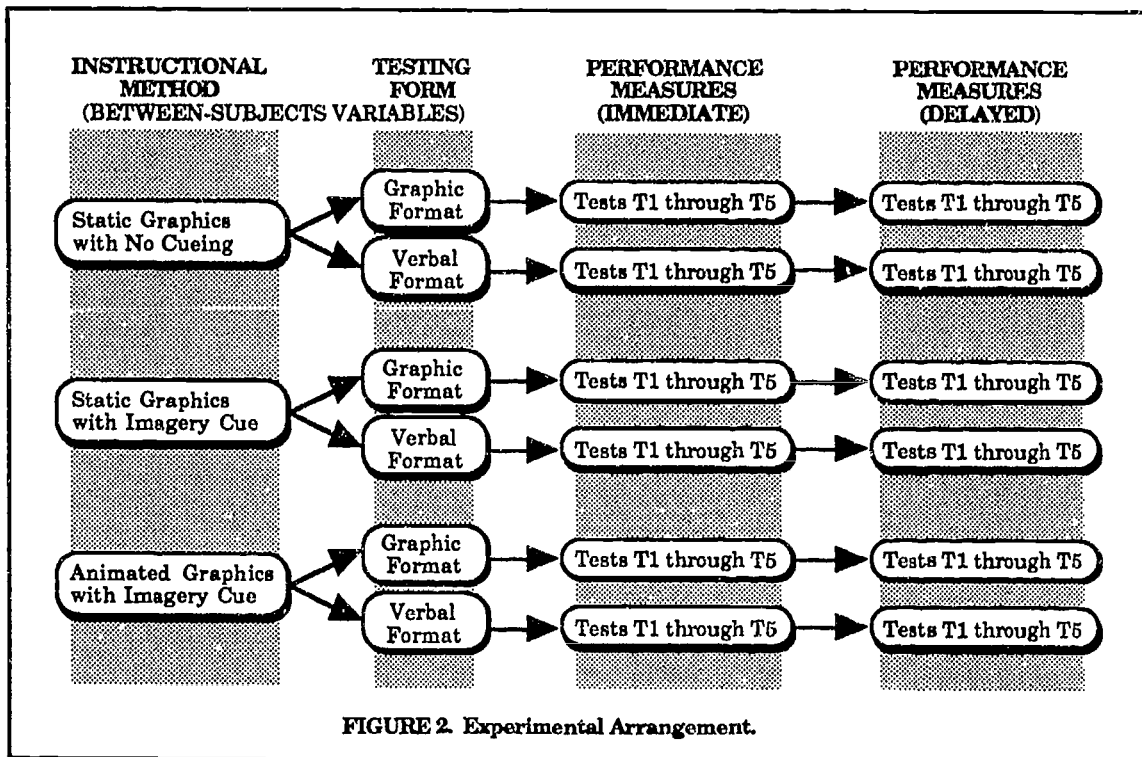 INSTRUCTIONAL METHOD
(BETWEEN-SUBJECTS VARIABLES)
TESTING FORM
PERFORMANCE MEASURES (IMMEDIATE)
PERFORMANCE MEASURES (DELAYED)
Static Graphics
with No Cueing
Graphic
Format
Tests T1 through T5
Tests T1 through T5
Verbal
Format
Tests T1 through T5
Tests T1 through T5
Static Graphics
with Imagery Cue
Graphic
Format
Tests T1 through T5
Tests T1 through T5
Verbal
Format
Tests T1 through T5
Tests T1 through T5
Animated Graphics
with Imagery Cue
Graphic
Format
Tests T1 through T5
Tests T1 through T5
Verbal
Format
Tests T1 through T5
Tests T1 through T5
FIGURE 2. Experimental Arrangement.